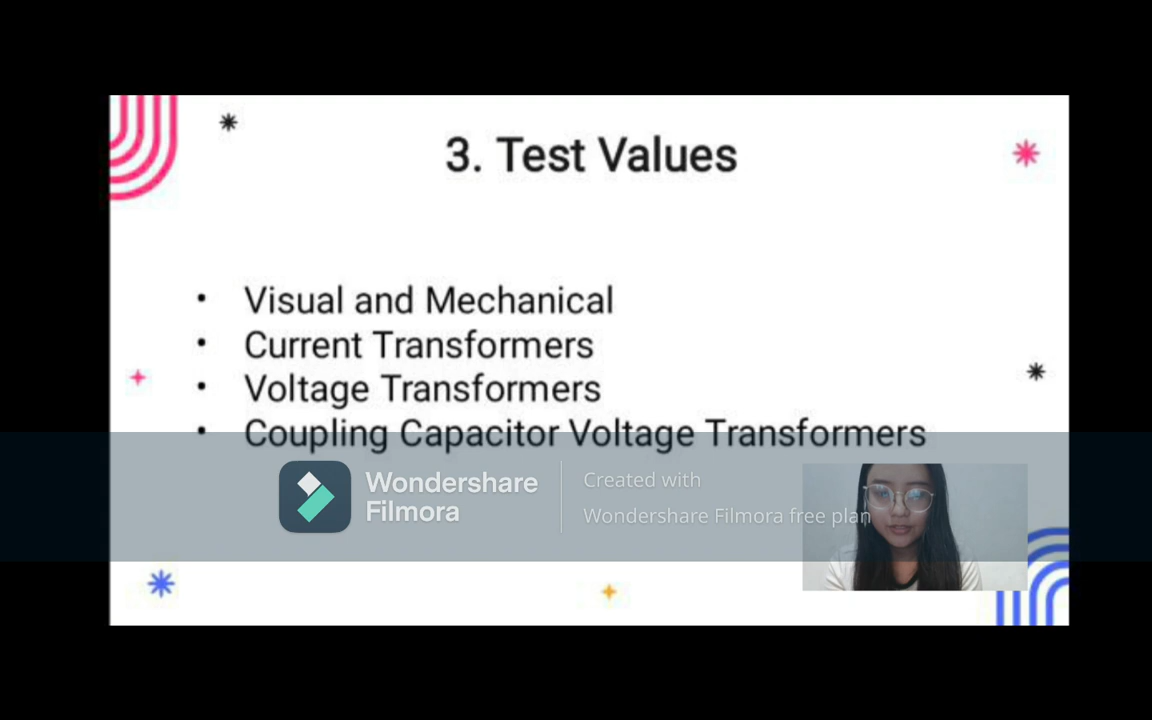 3. Test Values
• Visual and Mechanical
• Current Transformers
• Voltage Transformers
• Coupling Capacitor Voltage Transformers
Wondershare
Filmora
Created with
Wondershare Filmora free plan